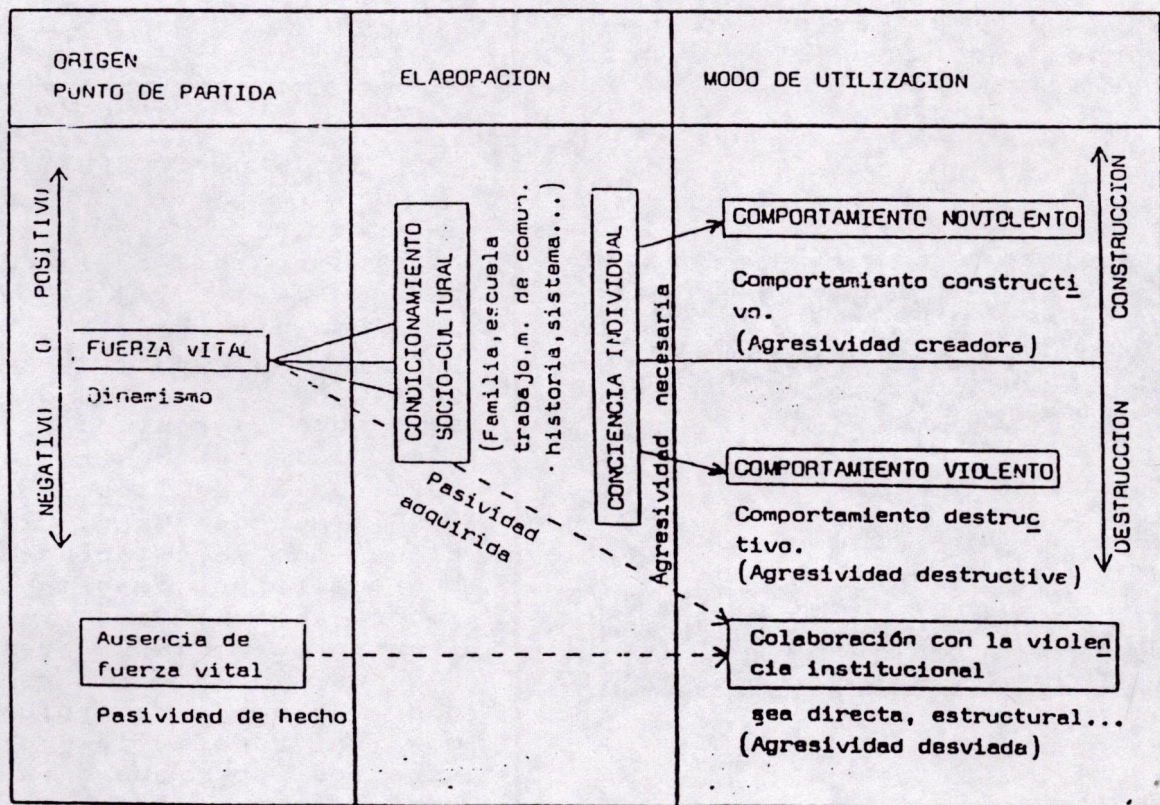 ORIGEN
PUNTO DE PARTIDA
ELABOPACION
MODO DE UTILIZACION
NEGATIVO O POSITIVO
FUERZA VITAL
Dinamismo
CONDICIONAMIENTO
SOCIO-CULTURAL
(Familia,escuela
trabajo,m. de comun.
historia,sistema...)
CONCIENCIA INDIVIDUAL
Pasividad
adquirida
Agresividad necesaria
COMPORTAMIENTO NOVIOLENTO
Comportamiento constructi
vo.
(Agresividad creadora)
COMPORTAMIENTO VIOLENTO
Comportamiento destruc
tivo.
(Agresividad destructiva)
CONSTRUCCION
DESTRUCCION
Ausencia de
fuerza vital
Pasividad de hecho
Colaboración con la violen
cia institucional
sea directa, estructural...
(Agresividad desviada)